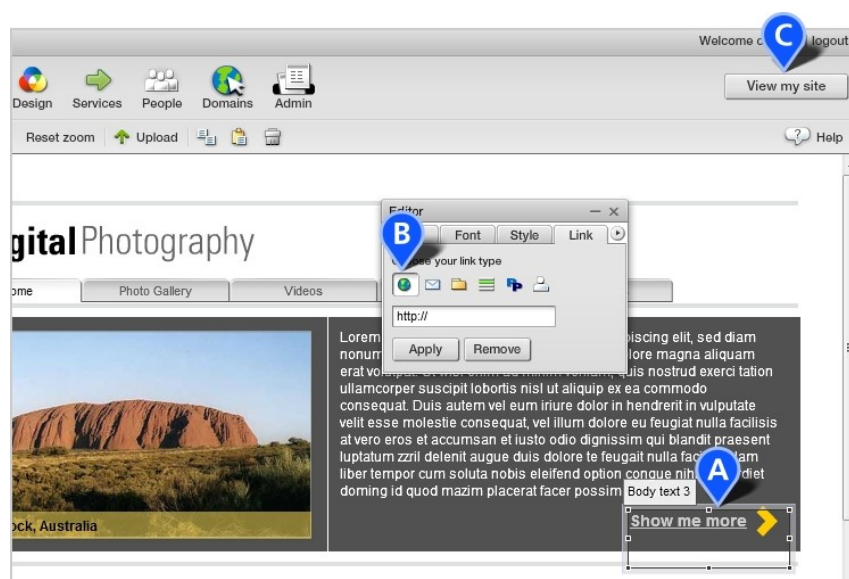 Welcome
logout
C
View my site
Design Services People Domains Admin
Reset zoom Upload Help
Editor
B
Font Style Link
your link type
http://
Apply Remove
gital Photography
ome Photo Gallery Videos
Lorem piscing elit, sed diam
nonum lore magna aliquam
erat quis nostrud exerci tation
ullamcorper suscipit lobortis nisl ut aliquip ex ea commodo
consequat. Duis autem vel eum iriure dolor in hendrerit in vulputate
velit esse molestie consequat, vel illum dolore eu feugiat nulla facilisis
at vero eros et accumsan et iusto odio dignissim qui blandit praesent
luptatum zzril delenit augue duis dolore te feugait nulla
liber tempor cum soluta nobis eleifend option congue
doming id quod mazim placerat facer possim
A
Body text 3
Show me more
ock, Australia